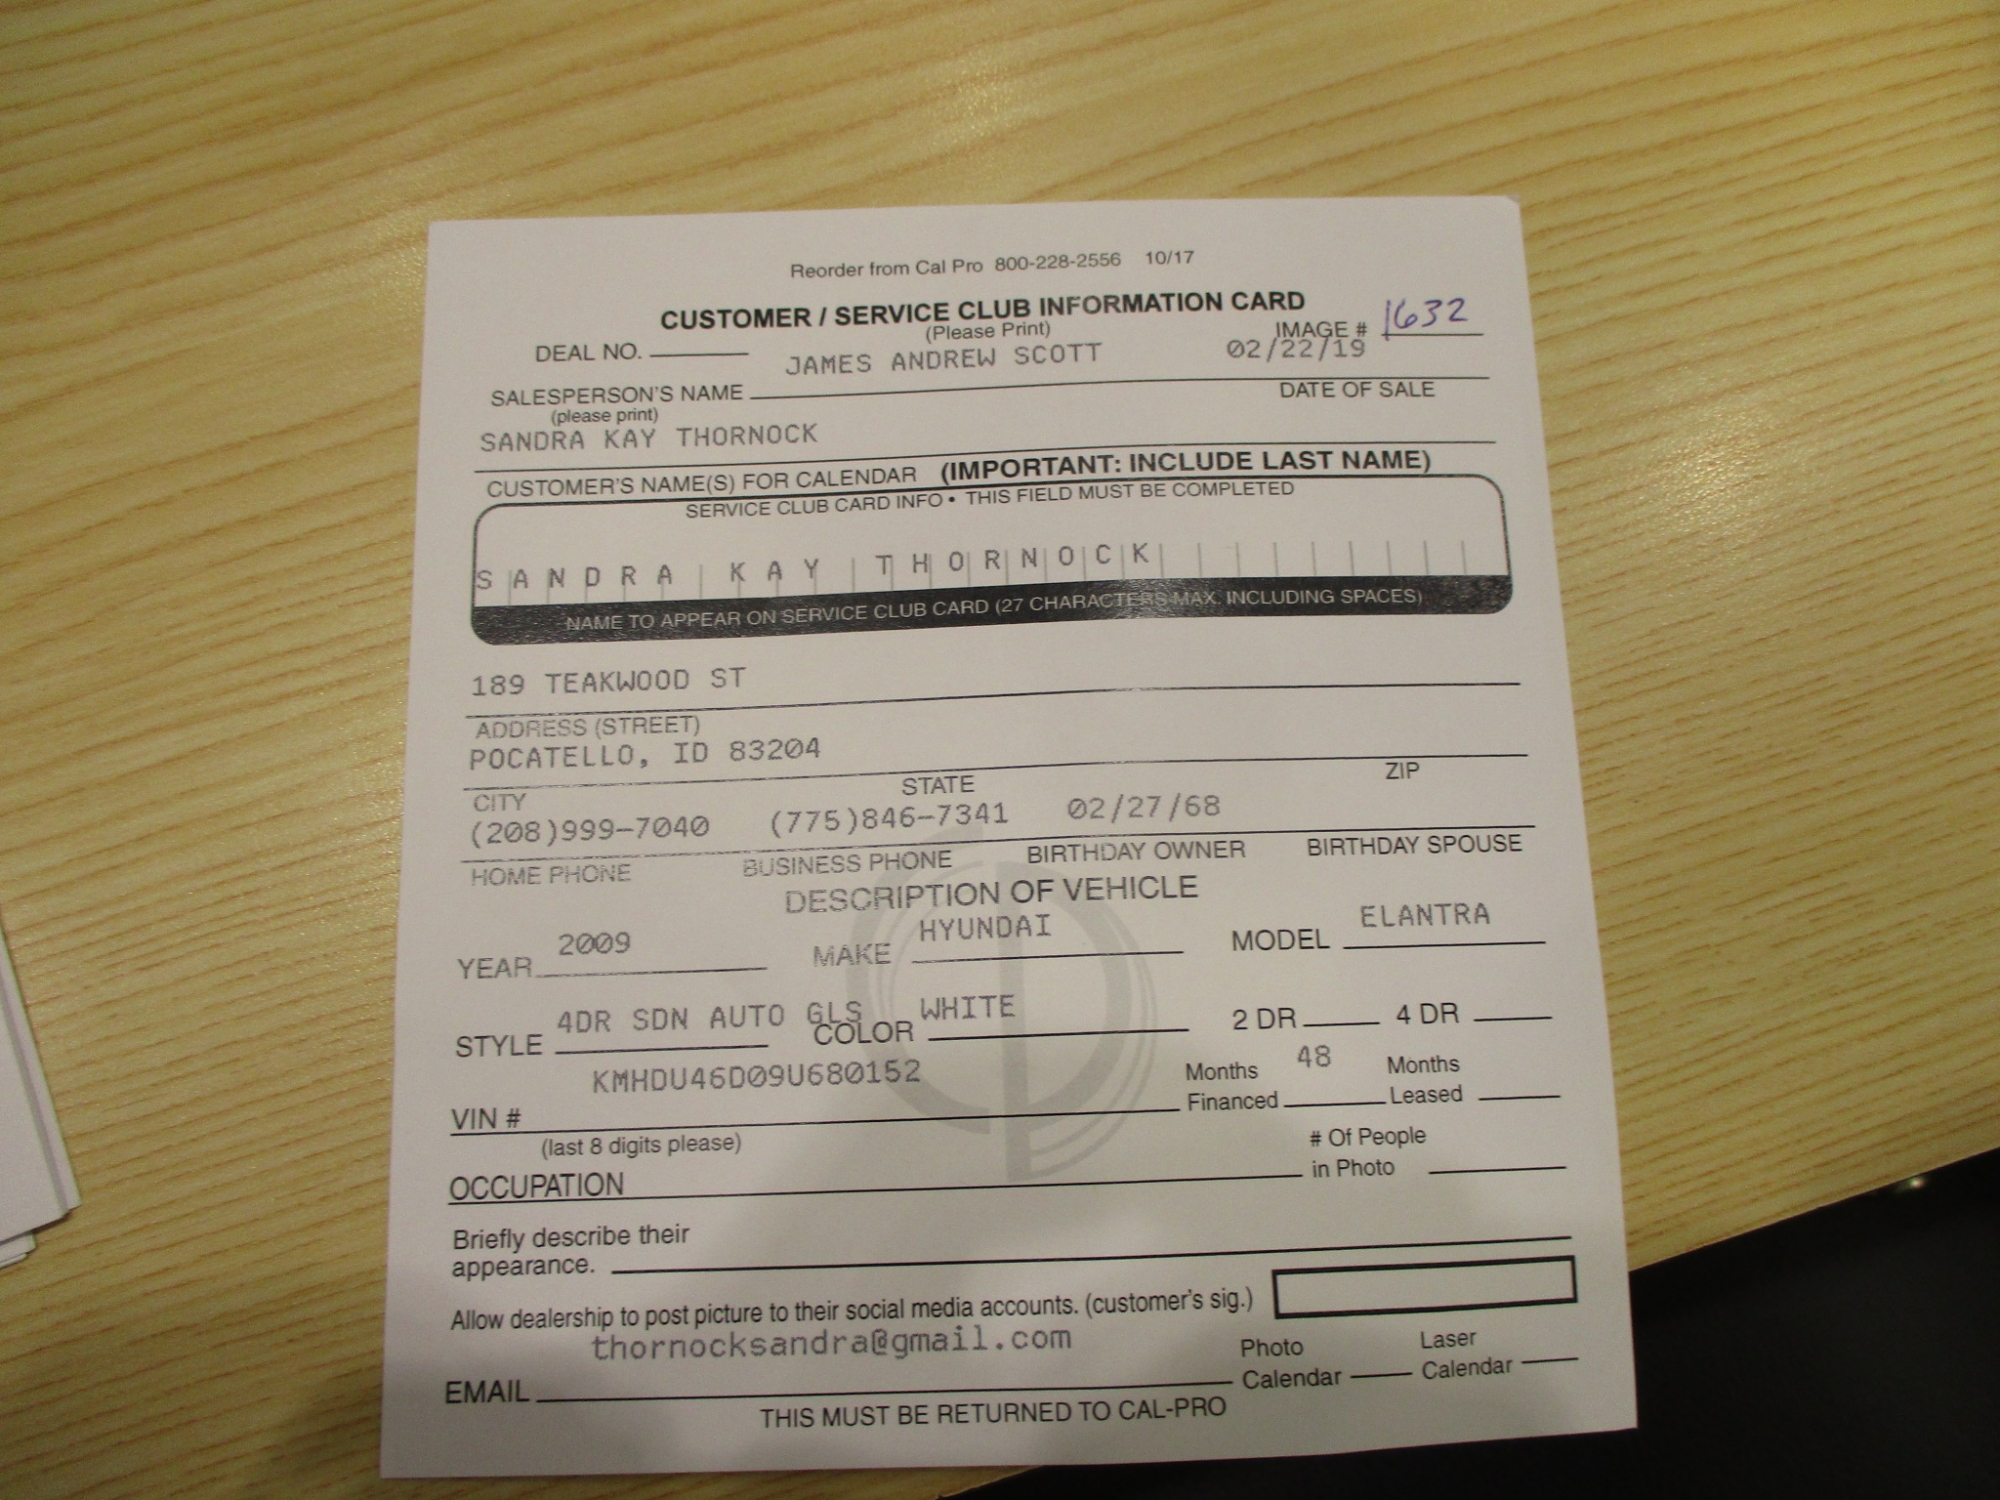 Reorder from Cal Pro 800-228-2556 10/17
CUSTOMER / SERVICE CLUB INFORMATION CARD
(Please Print)
IMAGE # 1632
DEAL NO.
JAMES ANDREW SCOTT 02/22/19
SALESPERSON'S NAME DATE OF SALE
(please print)
SANDRA KAY THORNOCK
CUSTOMER'S NAME(S) FOR CALENDAR (IMPORTANT: INCLUDE LAST NAME)
SERVICE CLUB CARD INFO • THIS FIELD MUST BE COMPLETED
SANDRA KAY THORNOCK
NAME TO APPEAR ON SERVICE CLUB CARD (27 CHARACTERS MAX. INCLUDING SPACES)
189 TEAKWOOD ST
ADDRESS (STREET)
POCATELLO, ID 83204
CITY STATE ZIP
(208)999-7040 (775)846-7341 02/27/68
HOME PHONE BUSINESS PHONE BIRTHDAY OWNER BIRTHDAY SPOUSE
DESCRIPTION OF VEHICLE
YEAR 2009 MAKE HYUNDAI MODEL ELANTRA
STYLE 4DR SDN AUTO GLS COLOR WHITE 2 DR 4 DR
VIN # KMHDU46D09U680152 Months Financed 48 Months Leased
(last 8 digits please)
OCCUPATION # Of People in Photo
Briefly describe their
appearance.
Allow dealership to post picture to their social media accounts. (customer's sig.)
thornocksandra@gmail.com
EMAIL Photo Calendar Laser Calendar
THIS MUST BE RETURNED TO CAL-PRO